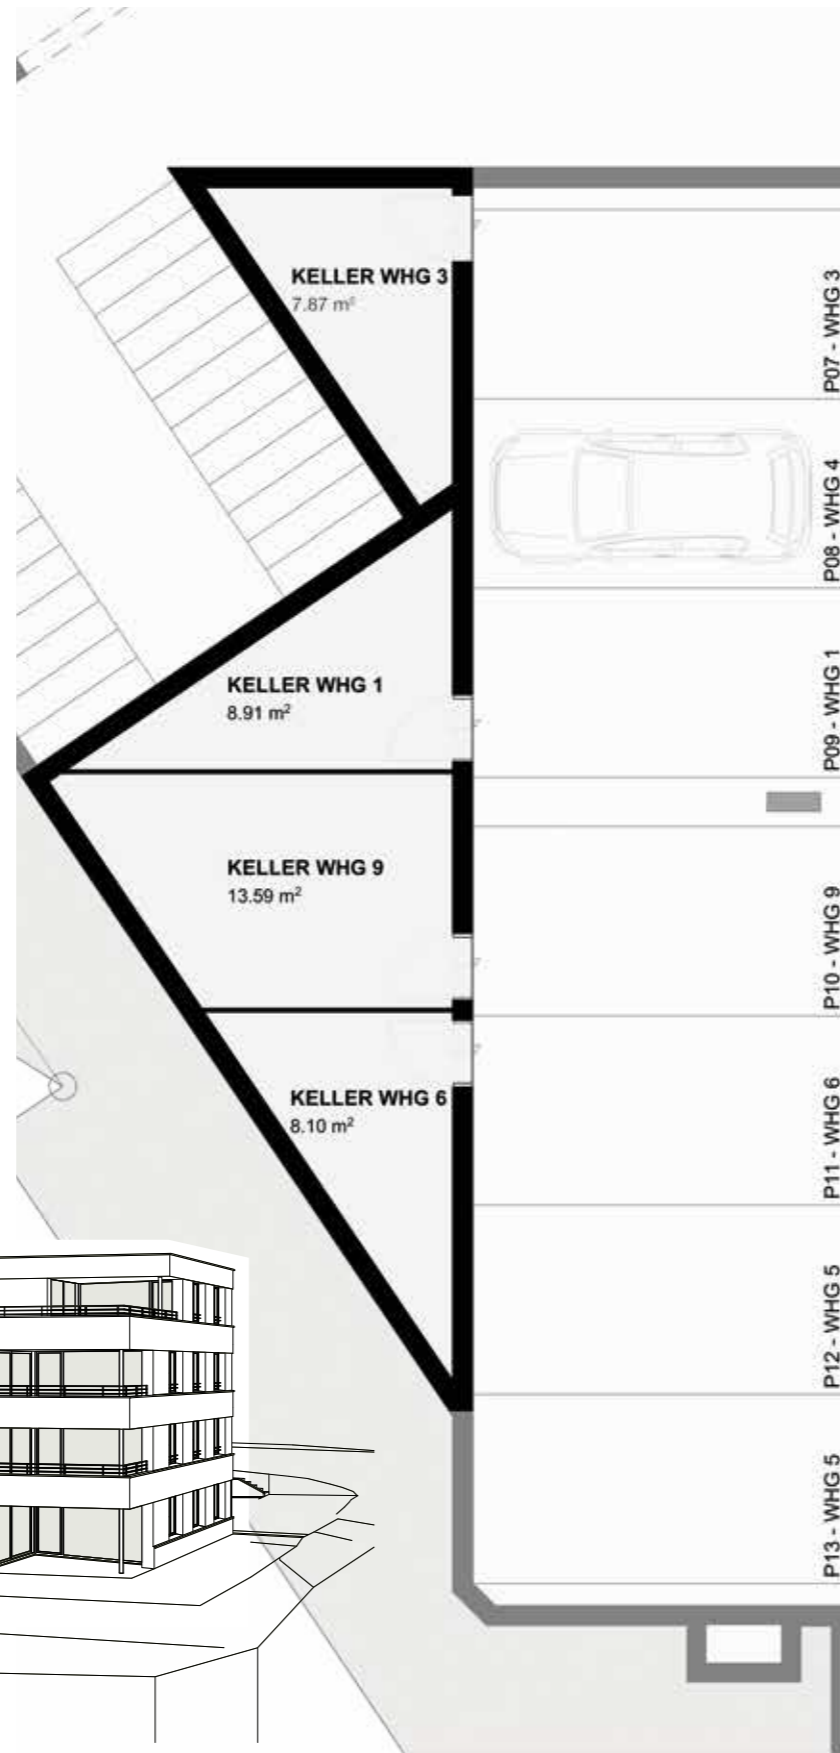 KELLER WHG 3
7.87 m²
P07 - WHG 3
P08 - WHG 4
KELLER WHG 1
8.91 m²
P09 - WHG 1
KELLER WHG 9
13.59 m²
P10 - WHG 9
KELLER WHG 6
8.10 m²
P11 - WHG 6
P12 - WHG 5
P13 - WHG 5